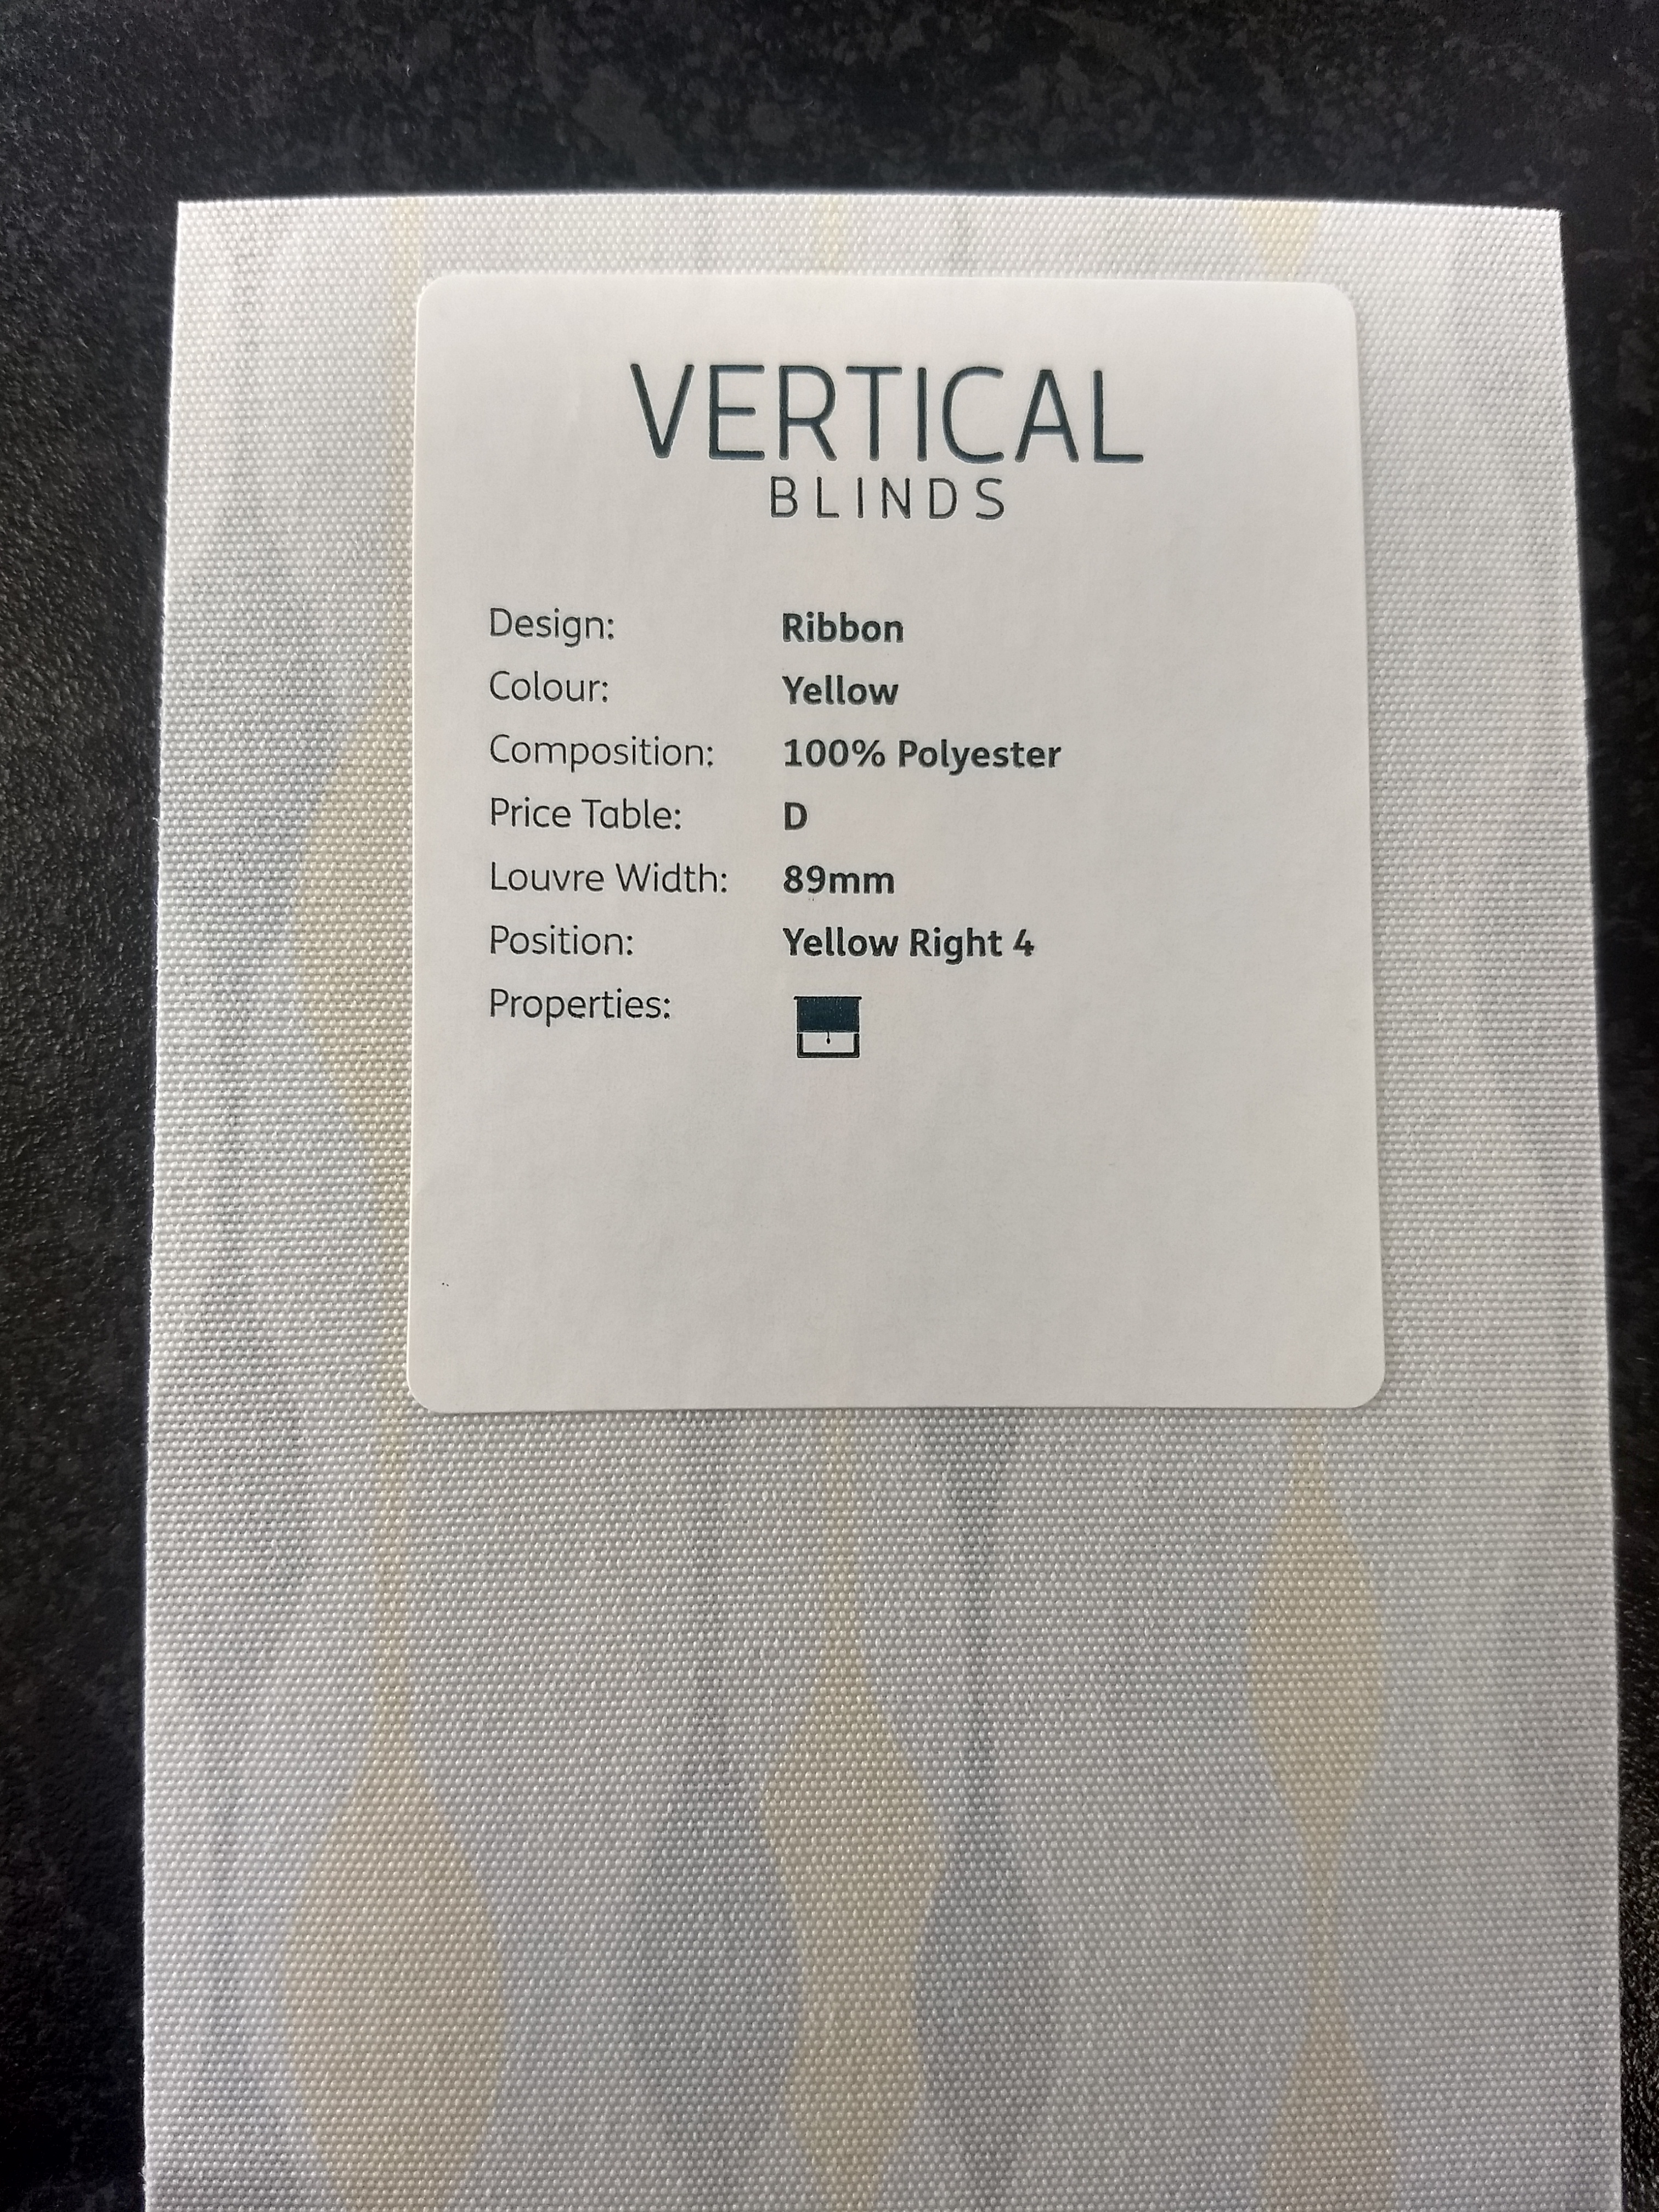 VERTICAL
BLINDS
Design: Ribbon
Colour: Yellow
Composition: 100% Polyester
Price Table: D
Louvre Width: 89mm
Position: Yellow Right 4
Properties: